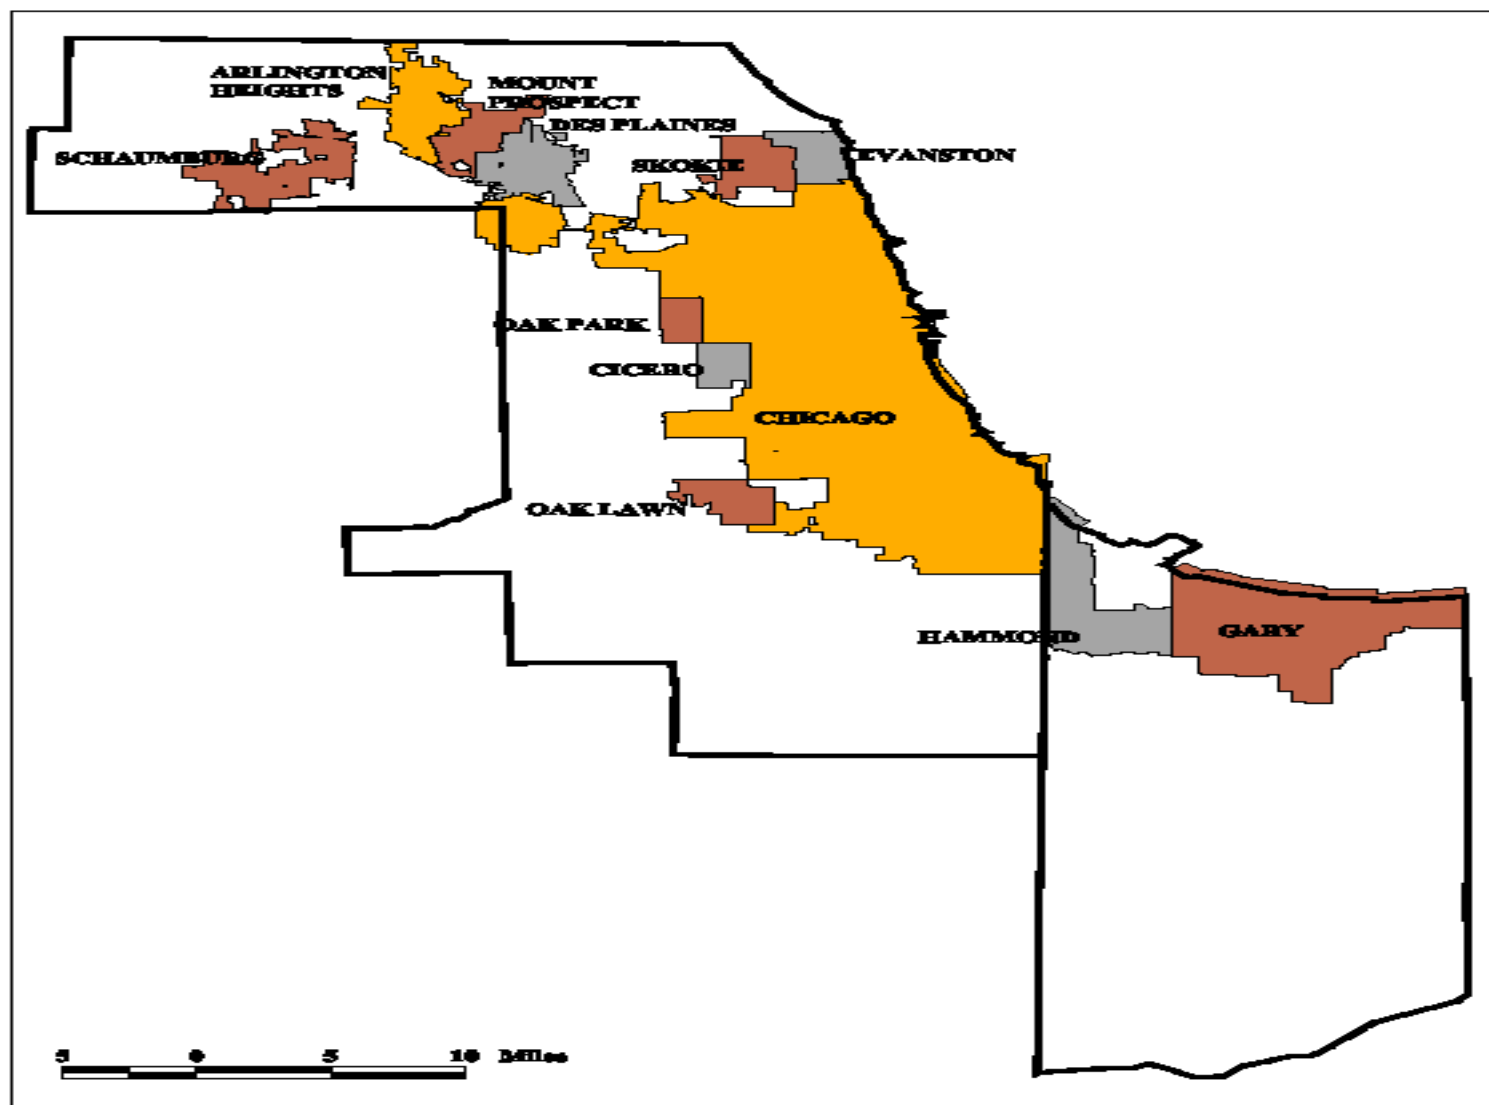 ARLINGTON
HEIGHTS
MOUNT
PROSPECT
DES PLAINES
SCHAUMBURG
SKOKIE
EVANSTON
OAK PARK
CICERO
CHICAGO
OAK LAWN
HAMMOND
GARY
5 0 5 10 Miles